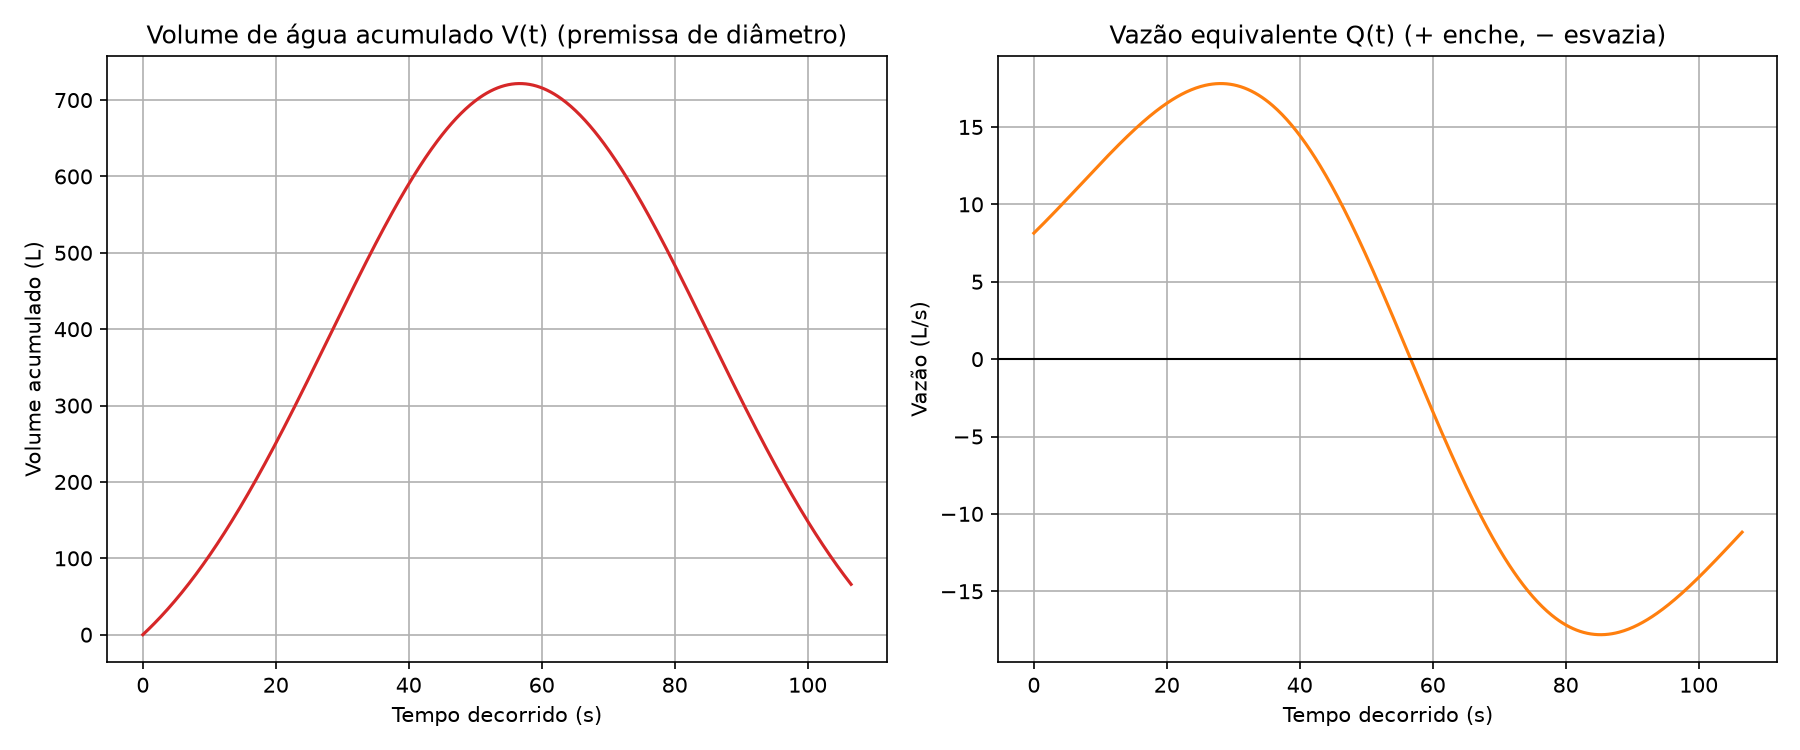 Volume de água acumulado V(t) (premissa de diâmetro)
Volume acumulado (L)
700
600
500
400
300
200
100
0
0 20 40 60 80 100
Tempo decorrido (s)
Vazão equivalente Q(t) (+ enche, − esvazia)
Vazão (L/s)
15
10
5
0
−5
−10
−15
0 20 40 60 80 100
Tempo decorrido (s)